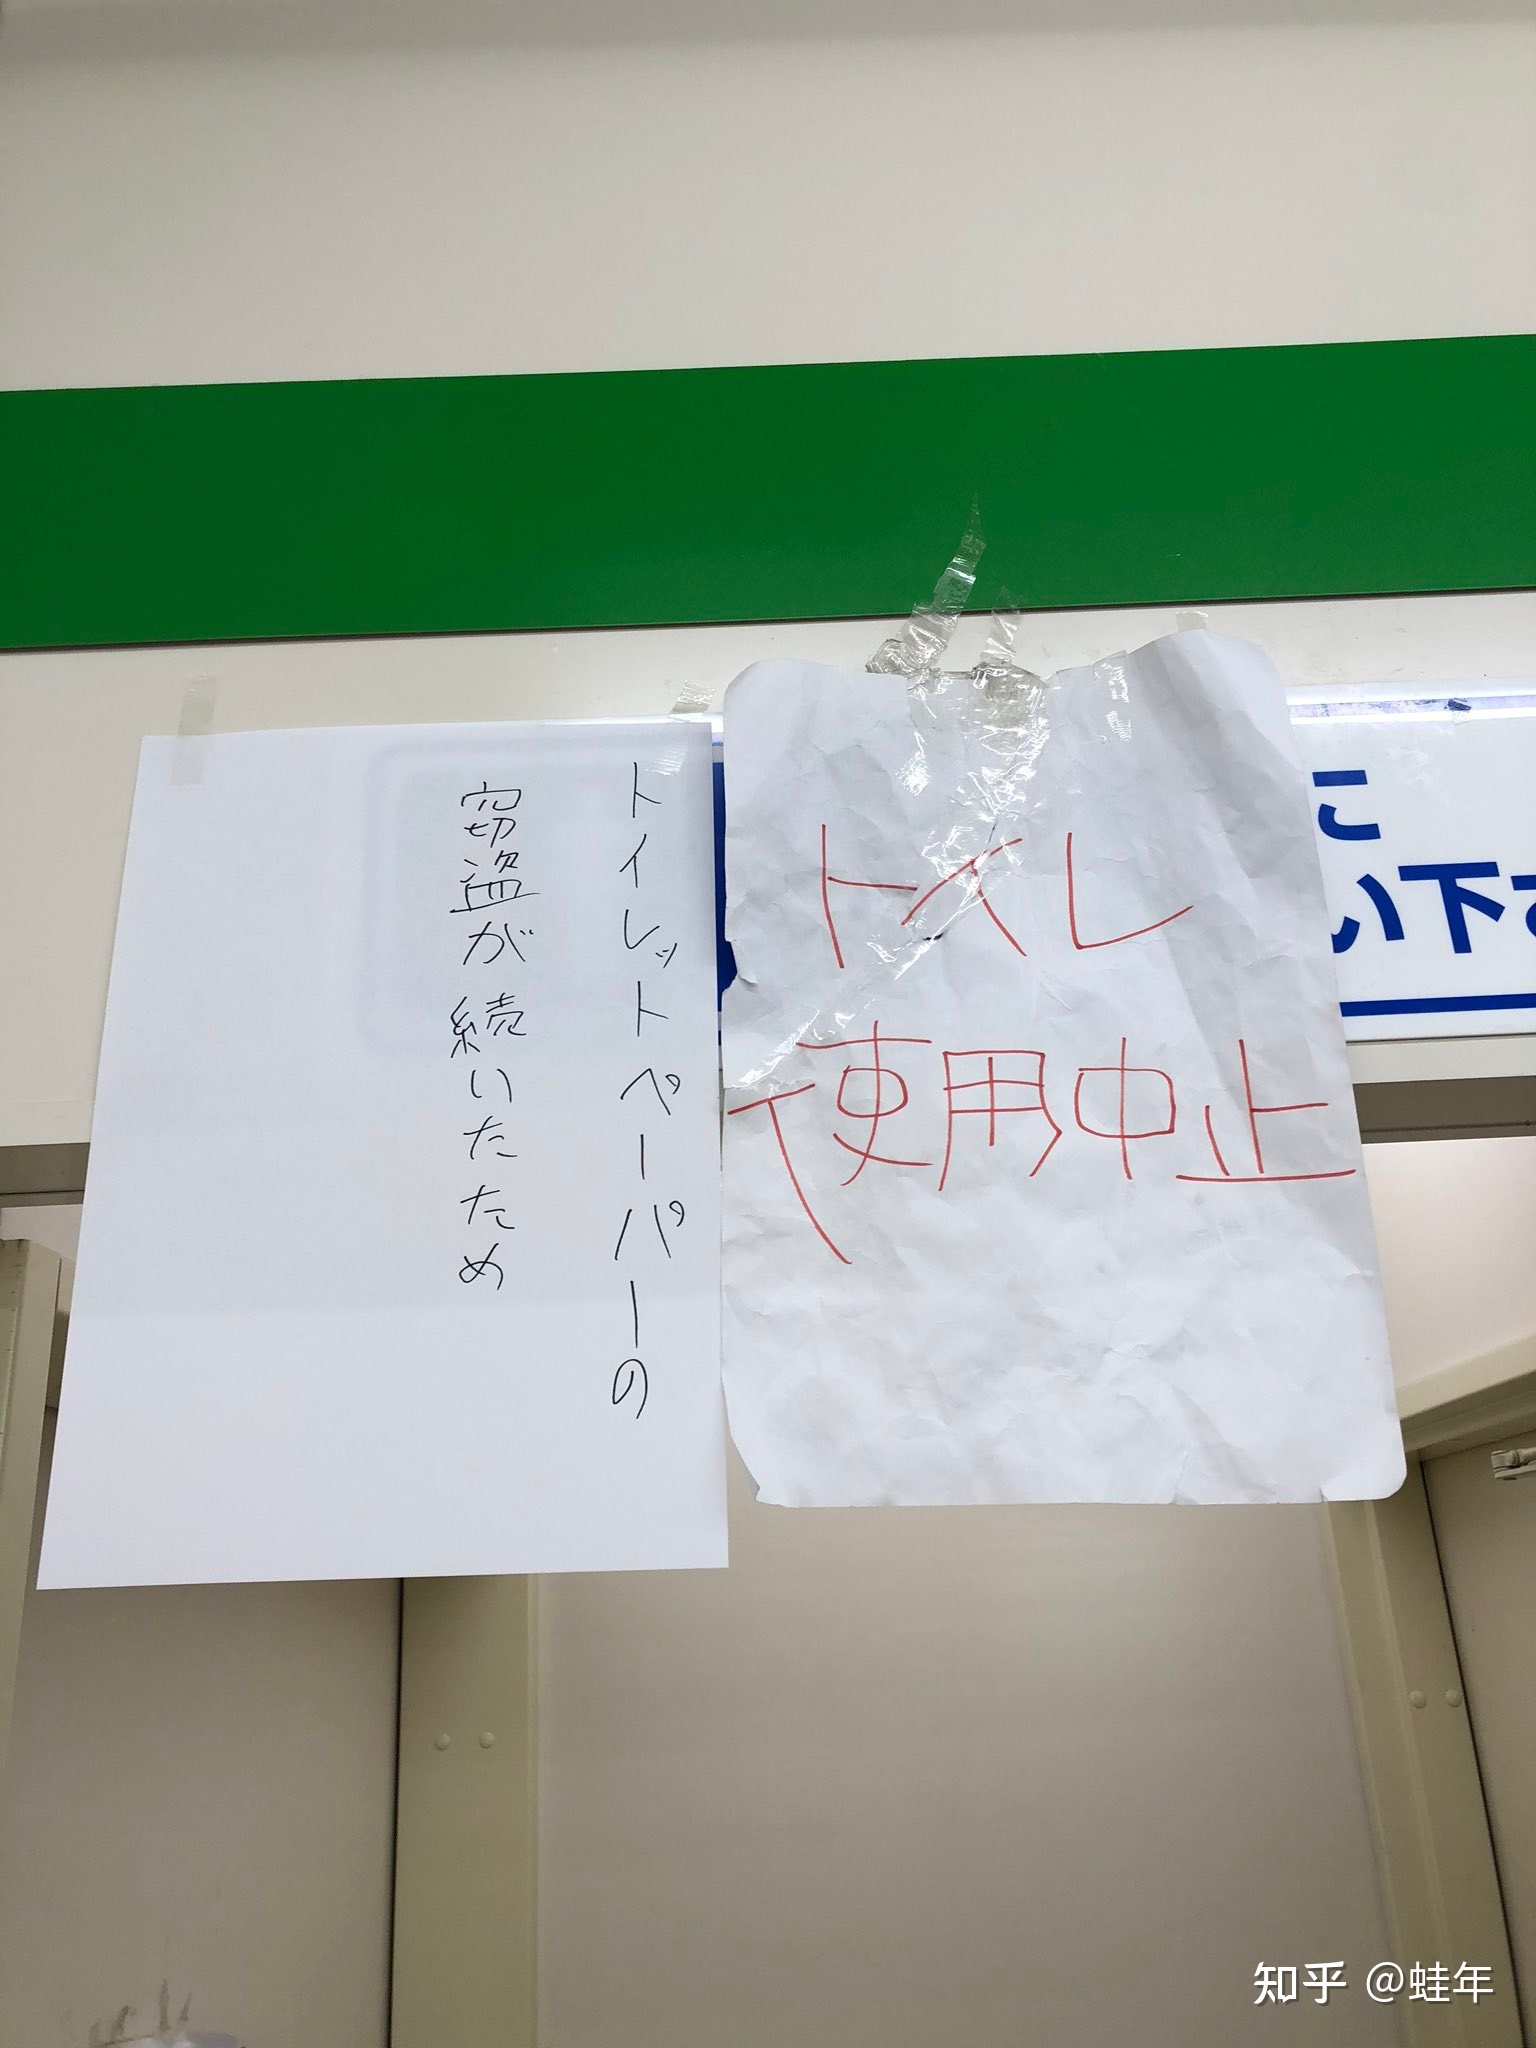 トイレットペーパーの
窃盗が続いたため
トイレ
使用中止
に
い下さ
知乎 @蛙年